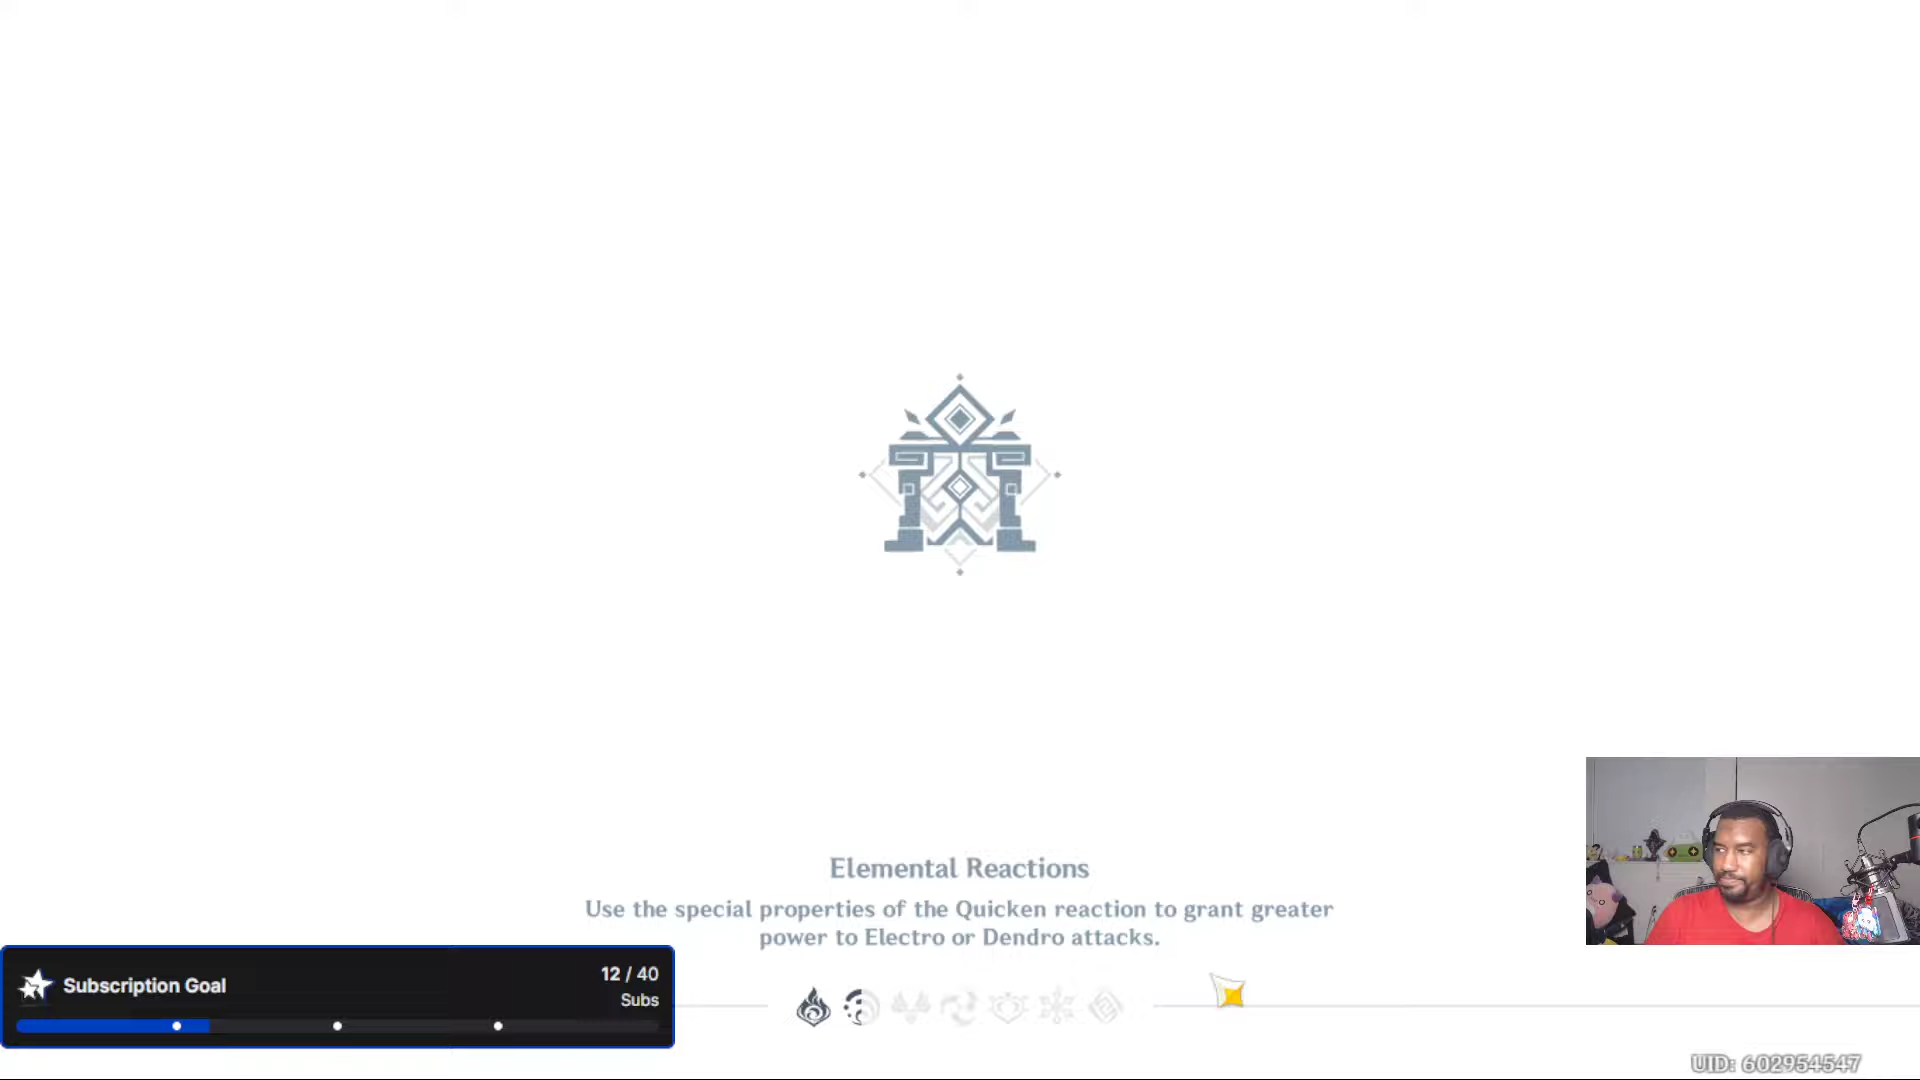 Elemental Reactions
Use the special properties of the Quicken reaction to grant greater
power to Electro or Dendro attacks.
Subscription Goal
12 / 40
Subs
UID: 602954547